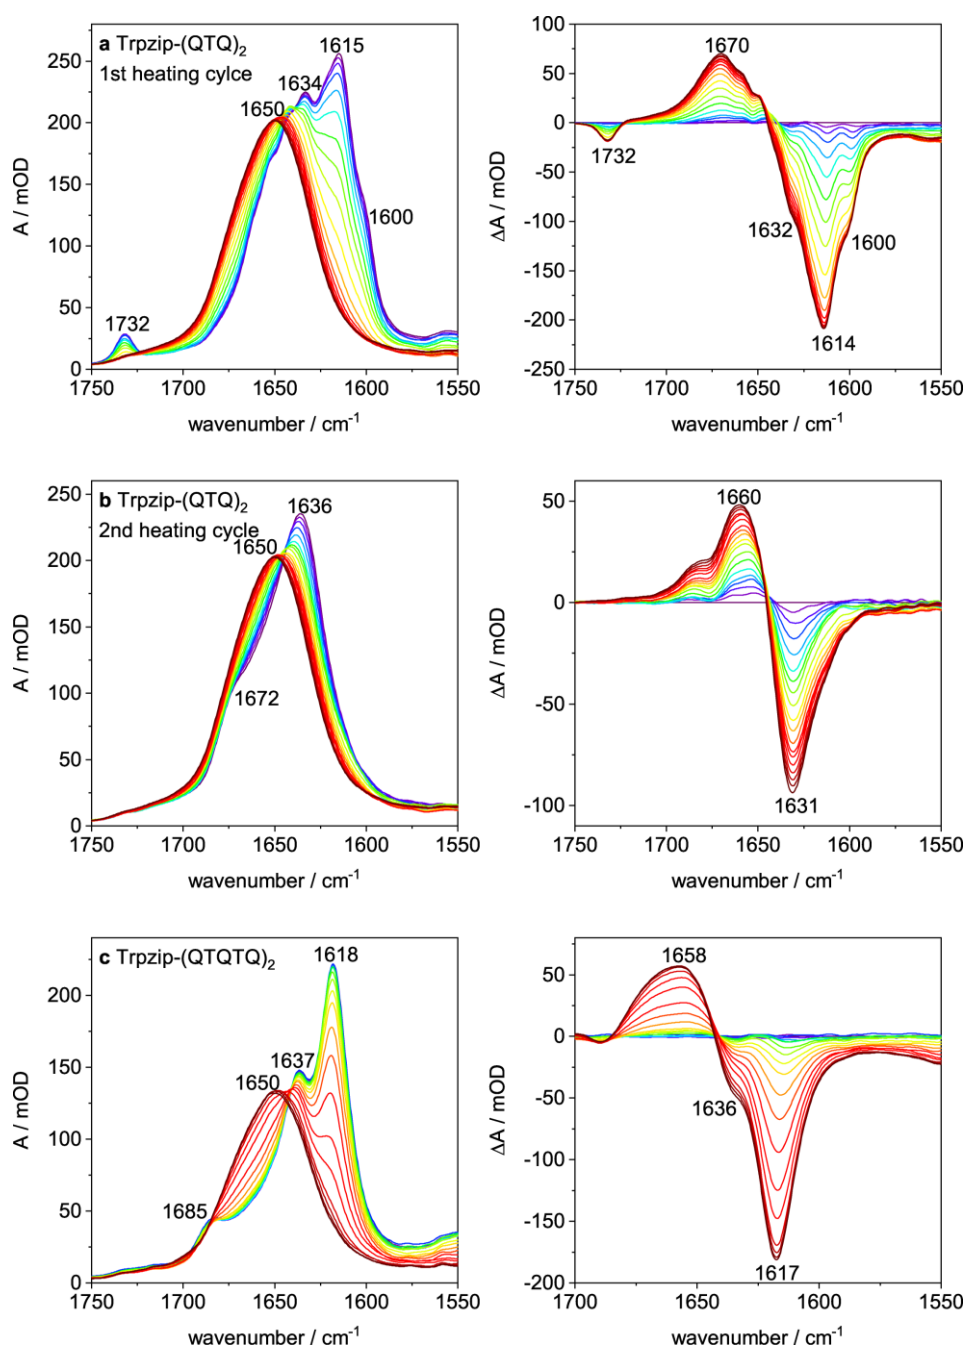 a Trpzip-(QTQ)₂
1st heating cylce
1615
1634
1650
1600
1732
250
200
150
100
50
0
A / mOD
1750 1700 1650 1600 1550
wavenumber / cm⁻¹
1670
1732
1632
1600
1614
100
50
0
-50
-100
-150
-200
-250
ΔA / mOD
1750 1700 1650 1600 1550
wavenumber / cm⁻¹
b Trpzip-(QTQ)₂
2nd heating cycle
1636
1650
1672
250
200
150
100
50
0
A / mOD
1750 1700 1650 1600 1550
wavenumber / cm⁻¹
1660
1631
50
0
-50
-100
ΔA / mOD
1750 1700 1650 1600 1550
wavenumber / cm⁻¹
c Trpzip-(QTQTQ)₂
1618
1637
1650
1685
200
150
100
50
0
A / mOD
1750 1700 1650 1600 1550
wavenumber / cm⁻¹
1658
1636
1617
50
0
-50
-100
-150
-200
ΔA / mOD
1700 1650 1600 1550
wavenumber / cm⁻¹